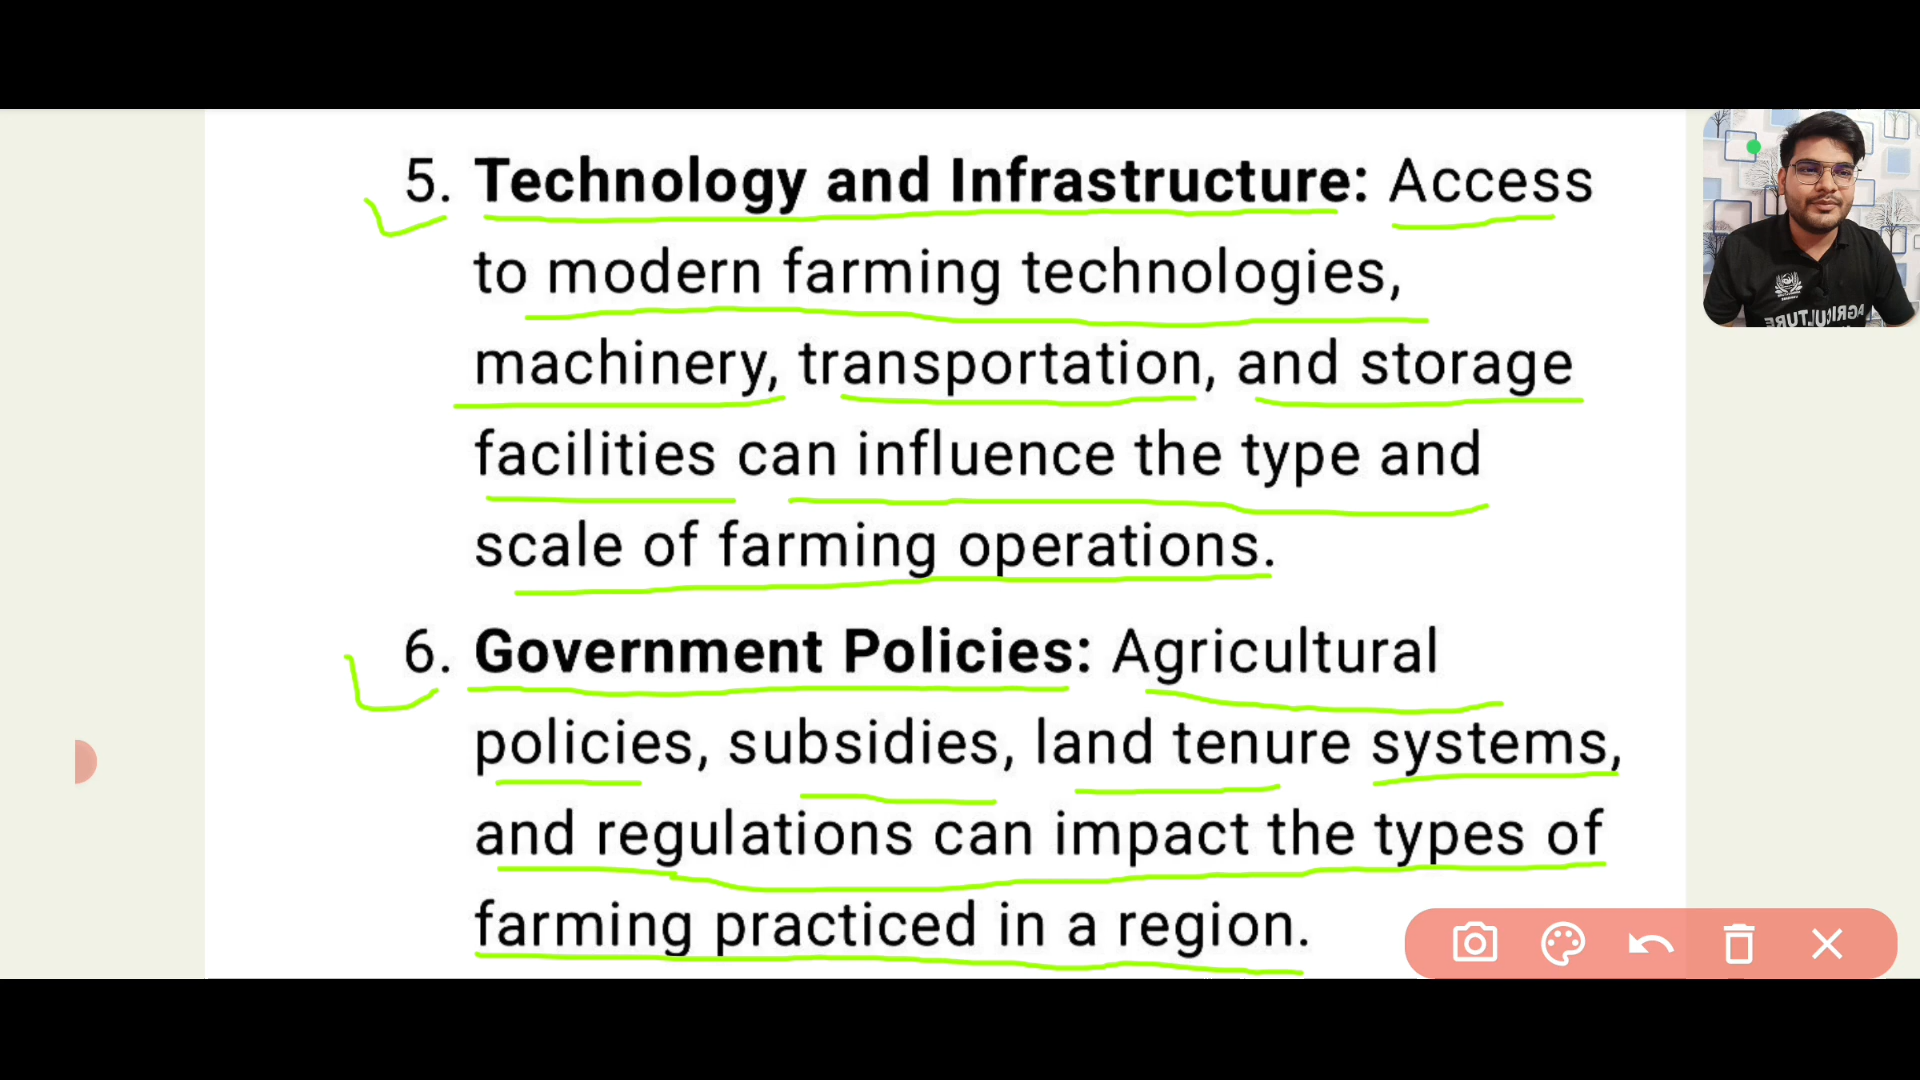 5. Technology and Infrastructure: Access
to modern farming technologies,
machinery, transportation, and storage
facilities can influence the type and
scale of farming operations.
6. Government Policies: Agricultural
policies, subsidies, land tenure systems,
and regulations can impact the types of
farming practiced in a region.
AGRICULTURE